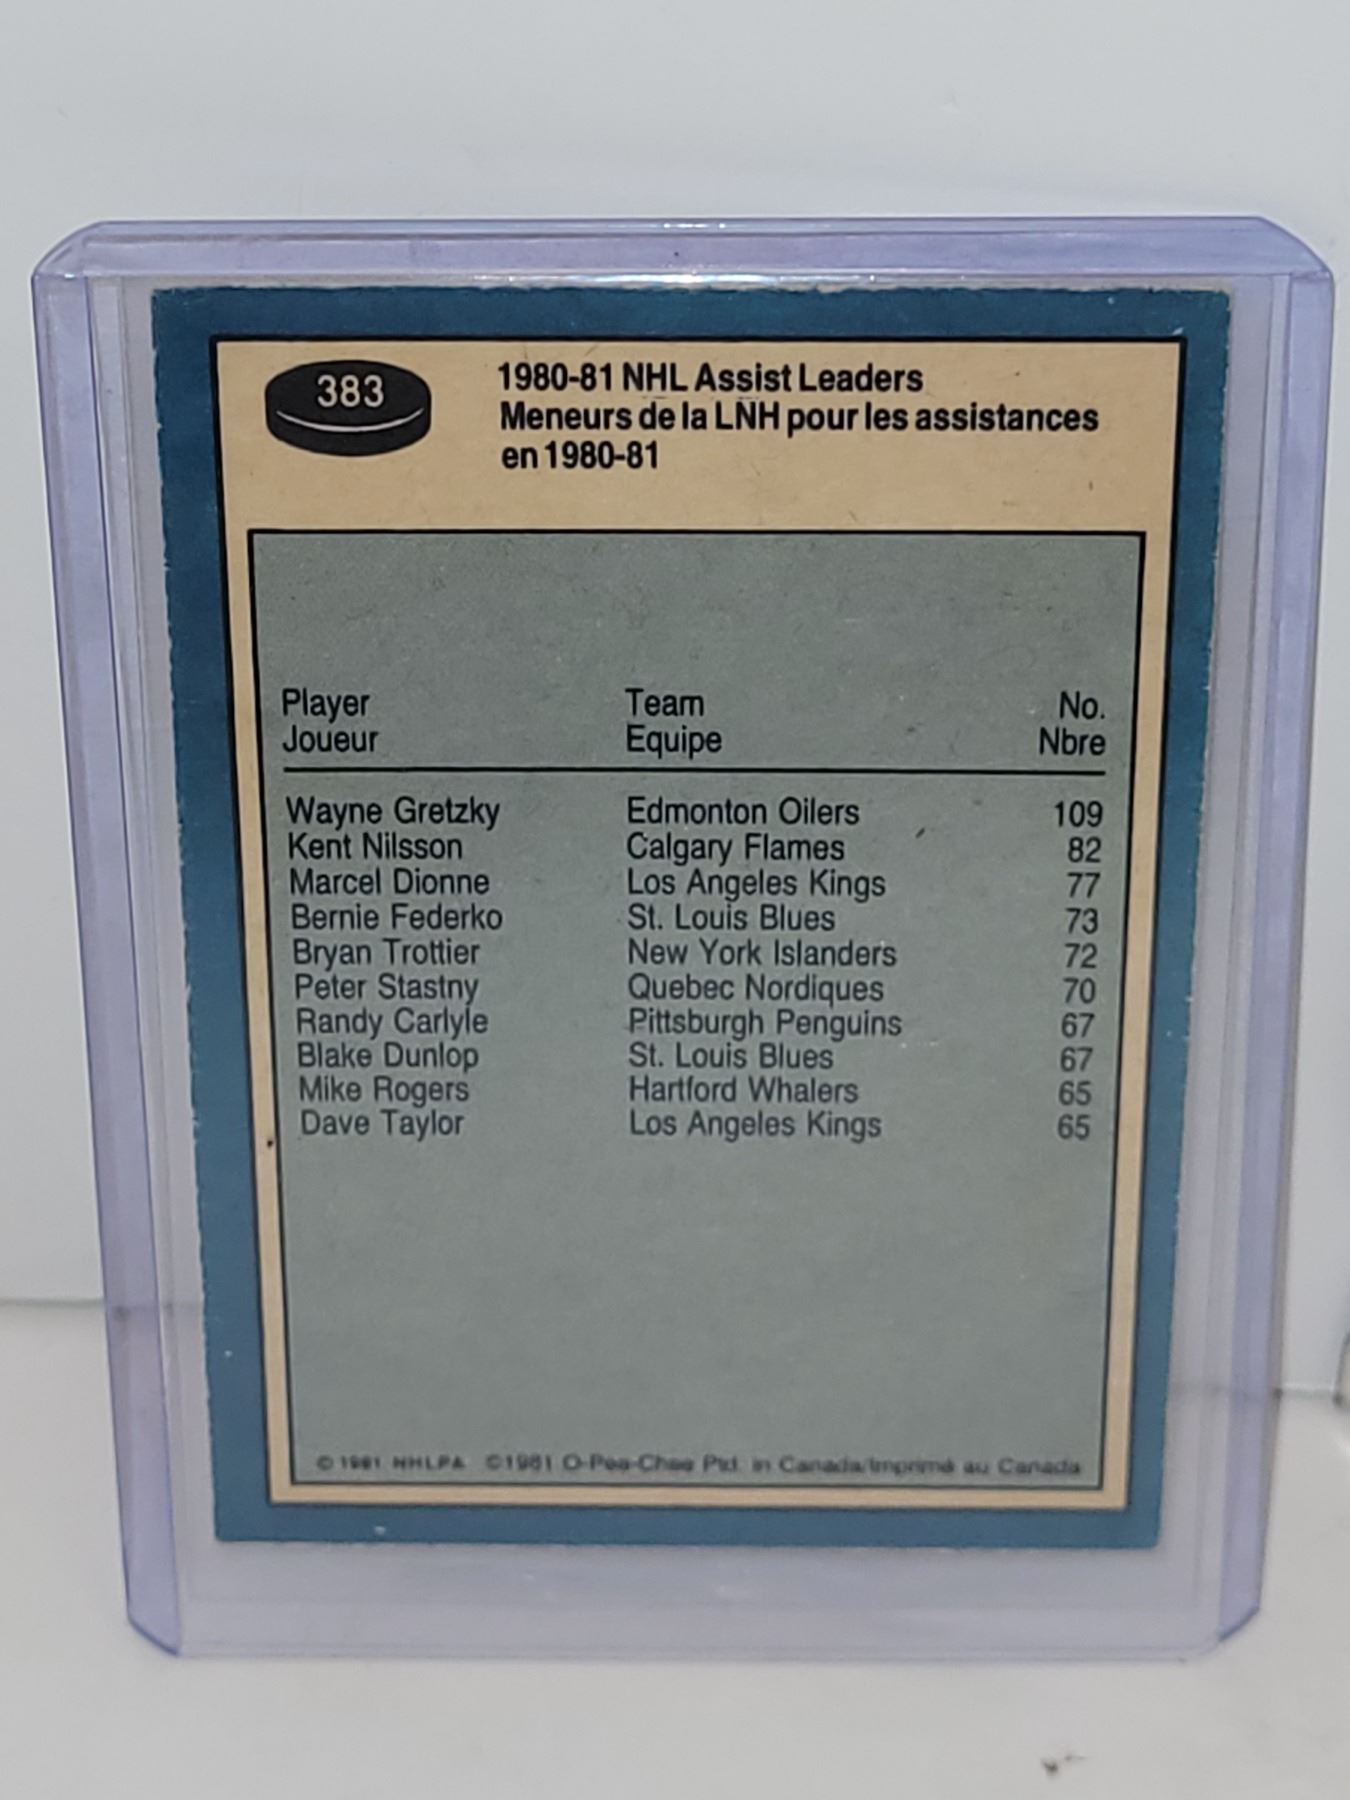 383
1980-81 NHL Assist Leaders
Meneurs de la LNH pour les assistances
en 1980-81
Player Team No.
Joueur Equipe Nbre
Wayne Gretzky Edmonton Oilers 109
Kent Nilsson Calgary Flames 82
Marcel Dionne Los Angeles Kings 77
Bernie Federko St. Louis Blues 73
Bryan Trottier New York Islanders 72
Peter Stastny Quebec Nordiques 70
Randy Carlyle Pittsburgh Penguins 67
Blake Dunlop St. Louis Blues 67
Mike Rogers Hartford Whalers 65
Dave Taylor Los Angeles Kings 65
© 1981 NHLPA © 1981 O-Pee-Chee Ptd. in Canada/Imprimé au Canada